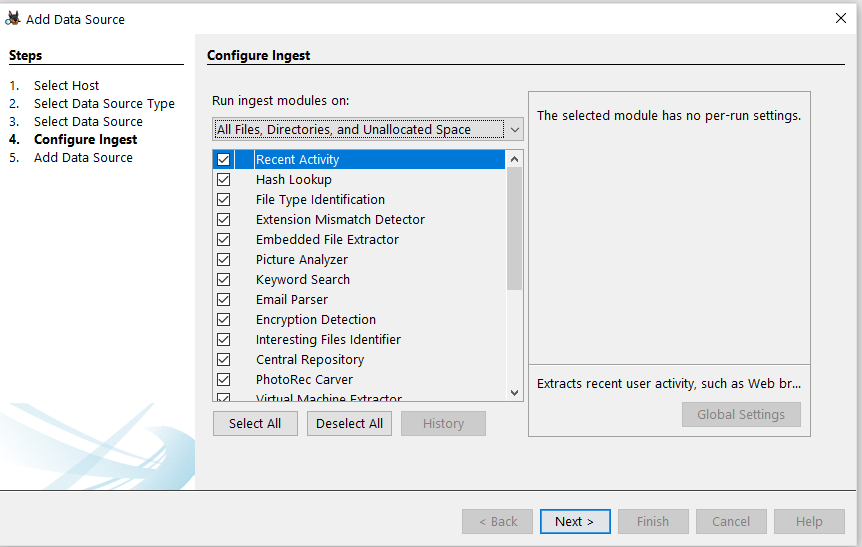 Add Data Source
Steps
1. Select Host
2. Select Data Source Type
3. Select Data Source
4. Configure Ingest
5. Add Data Source
Configure Ingest
Run ingest modules on:
All Files, Directories, and Unallocated Space
Recent Activity
Hash Lookup
File Type Identification
Extension Mismatch Detector
Embedded File Extractor
Picture Analyzer
Keyword Search
Email Parser
Encryption Detection
Interesting Files Identifier
Central Repository
PhotoRec Carver
Virtual Machine Extractor
Select All Deselect All History
The selected module has no per-run settings.
Extracts recent user activity, such as Web br...
Global Settings
< Back Next > Finish Cancel Help